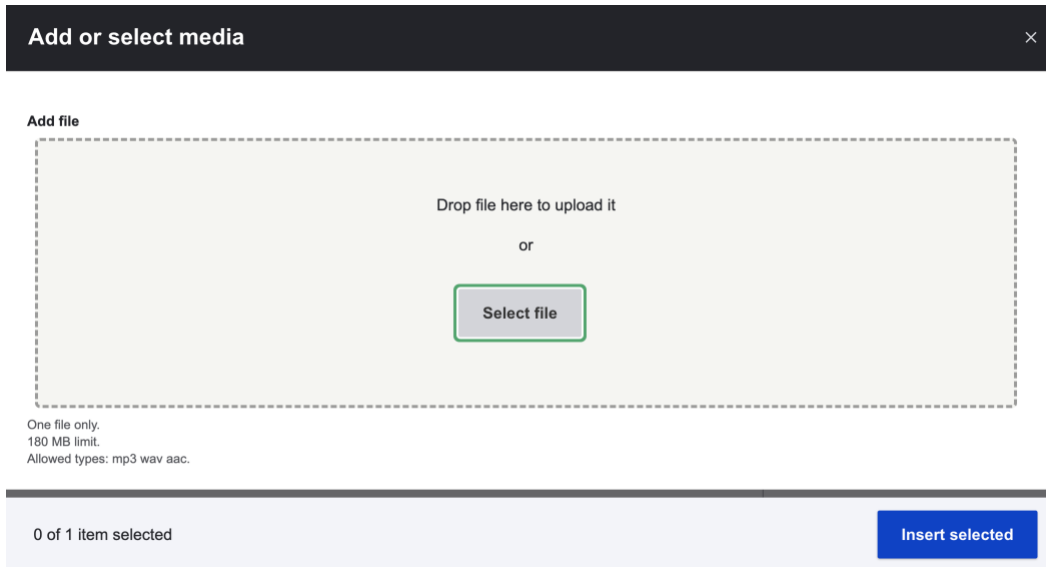 Add or select media
Add file
Drop file here to upload it
or
Select file
One file only.
180 MB limit.
Allowed types: mp3 wav aac.
0 of 1 item selected
Insert selected